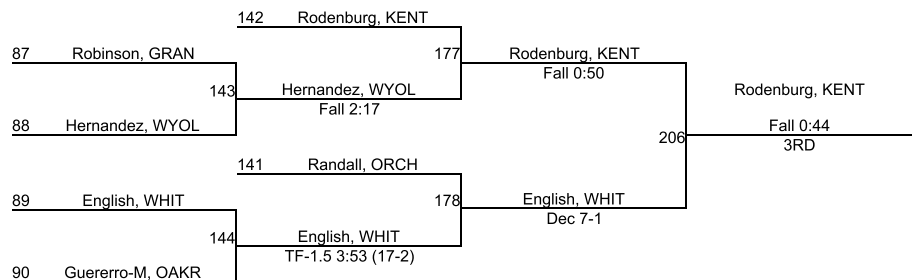 142 Rodenburg, KENT
87 Robinson, GRAN
177 Rodenburg, KENT
Fall 0:50
143 Hernandez, WYOL
Fall 2:17
Rodenburg, KENT
88 Hernandez, WYOL
206 Fall 0:44
3RD
141 Randall, ORCH
89 English, WHIT
178 English, WHIT
Dec 7-1
144 English, WHIT
TF-1.5 3:53 (17-2)
90 Guererro-M, OAKR